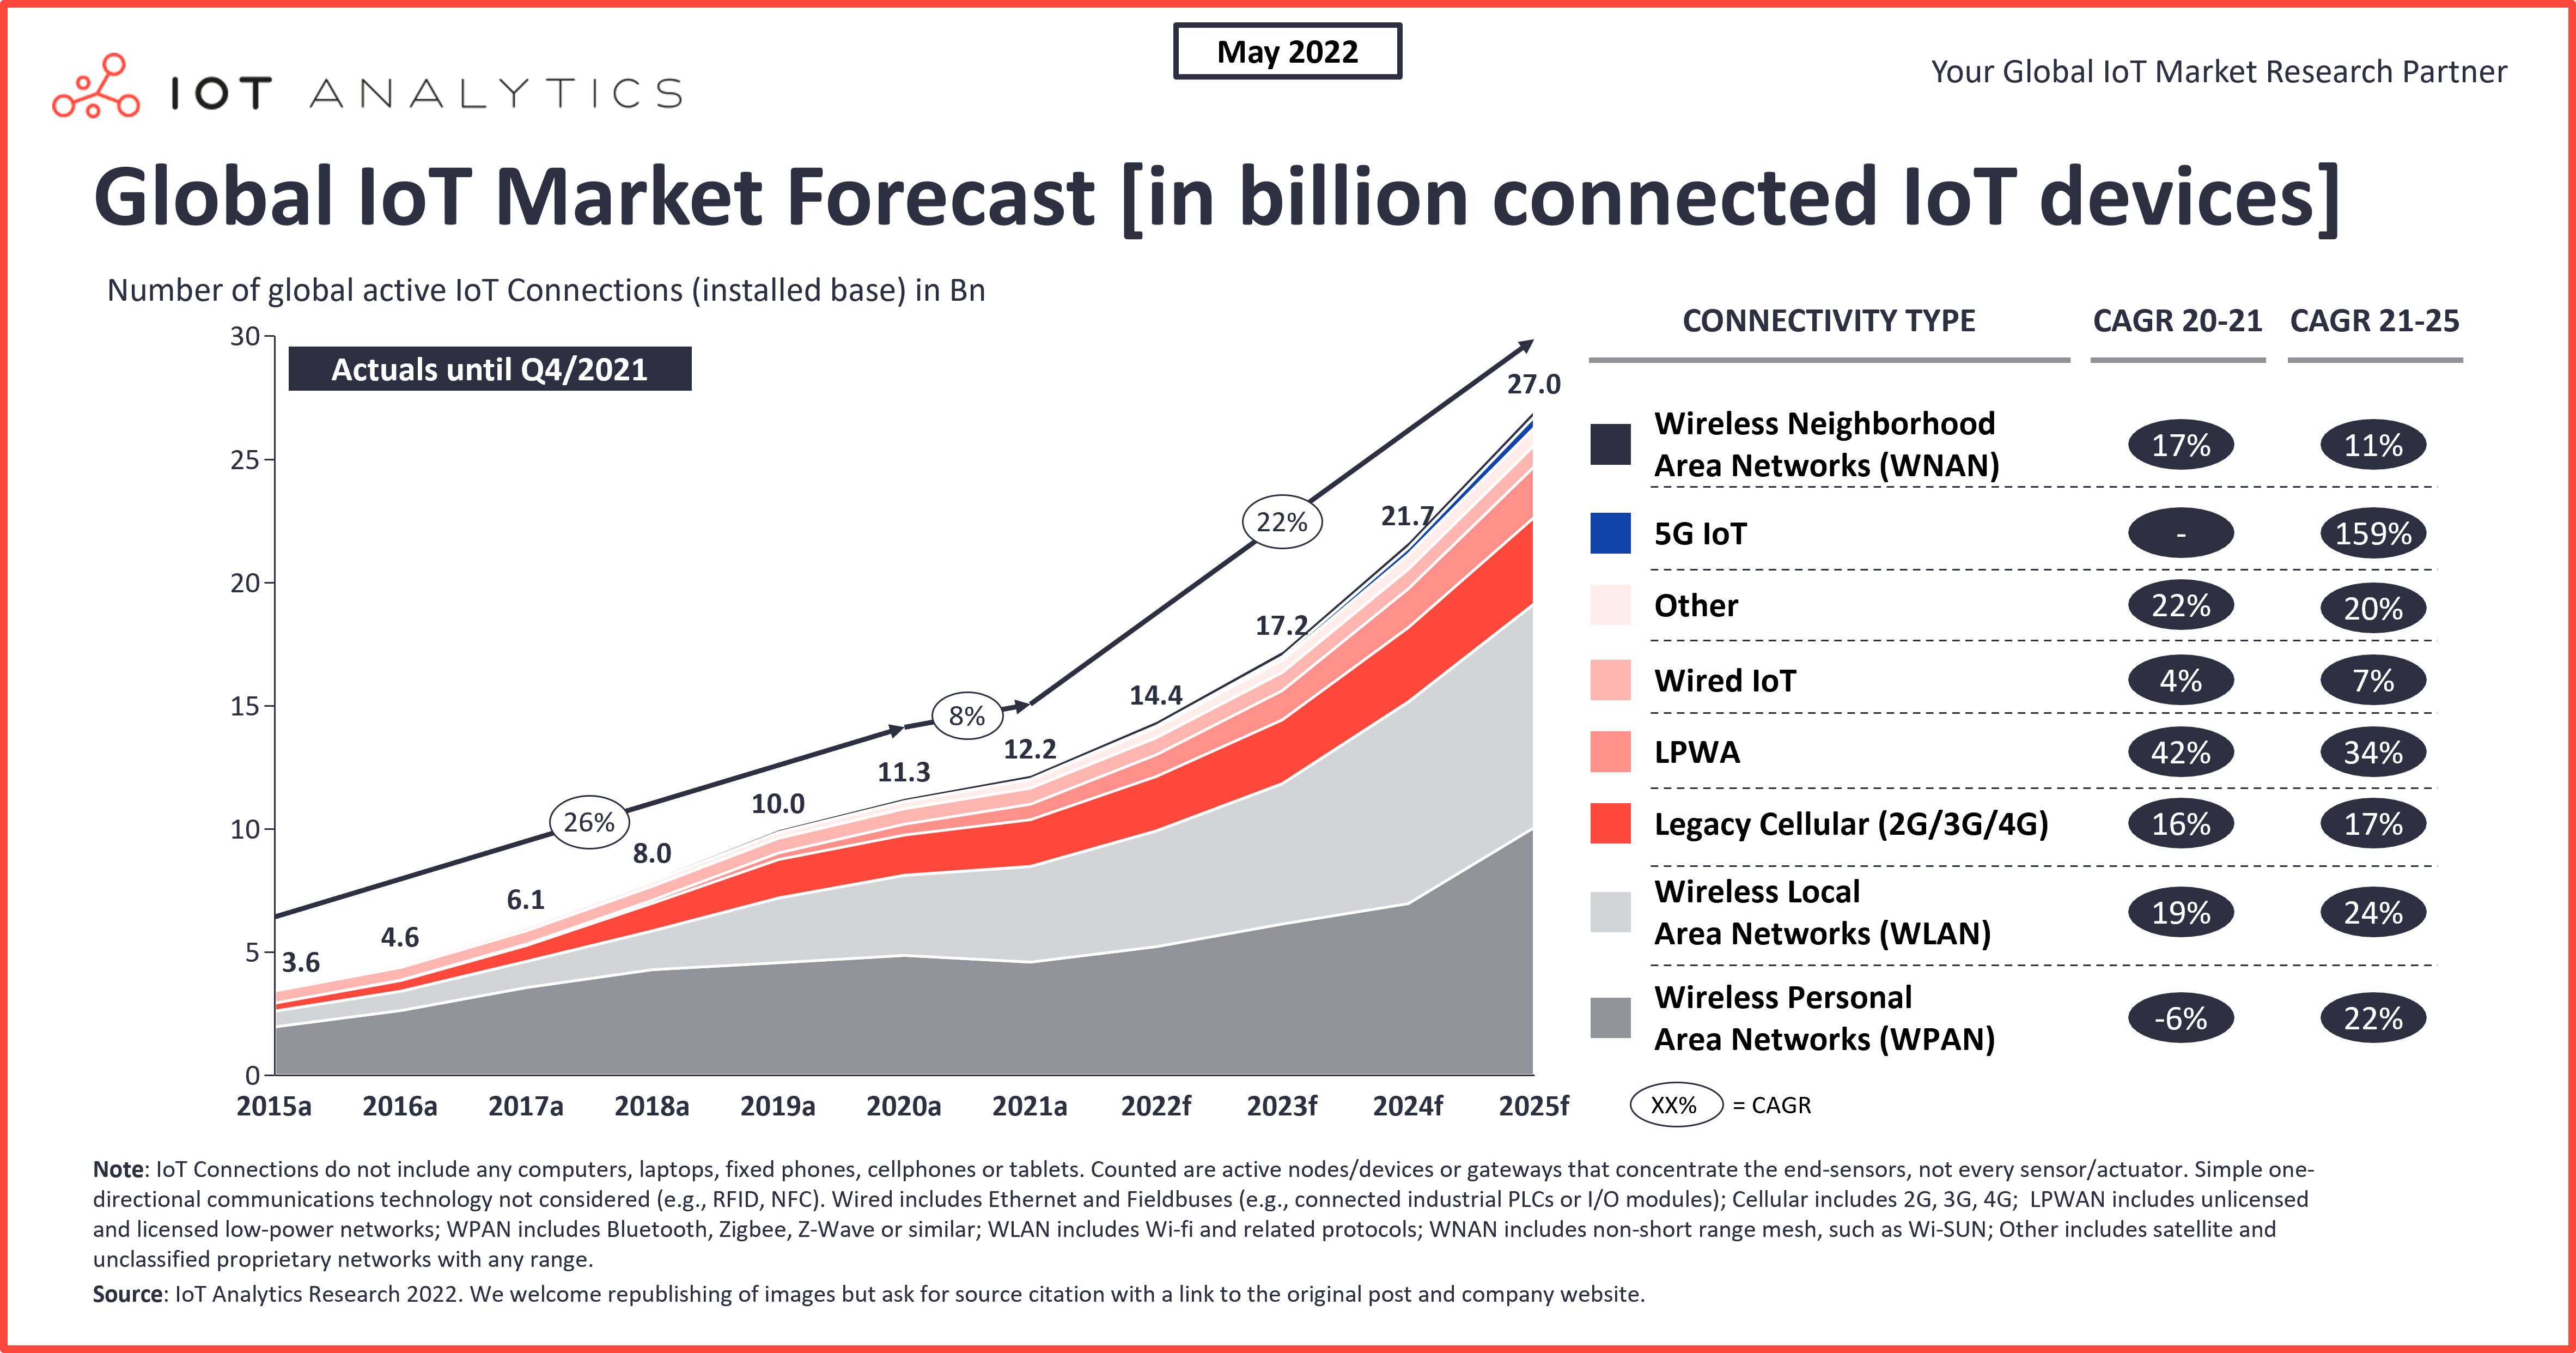 May 2022
IOT ANALYTICS
Your Global IoT Market Research Partner
Global IoT Market Forecast [in billion connected IoT devices]
Number of global active IoT Connections (installed base) in Bn
30
25
20
15
10
5
0
Actuals until Q4/2021
26%
8%
22%
3.6
4.6
6.1
8.0
10.0
11.3
12.2
14.4
17.2
21.7
27.0
2015a 2016a 2017a 2018a 2019a 2020a 2021a 2022f 2023f 2024f 2025f
CONNECTIVITY TYPE CAGR 20-21 CAGR 21-25
Wireless Neighborhood
Area Networks (WNAN)
17% 11%
5G IoT - 159%
Other 22% 20%
Wired IoT 4% 7%
LPWA 42% 34%
Legacy Cellular (2G/3G/4G) 16% 17%
Wireless Local
Area Networks (WLAN)
19% 24%
Wireless Personal
Area Networks (WPAN)
-6% 22%
XX% = CAGR
Note: IoT Connections do not include any computers, laptops, fixed phones, cellphones or tablets. Counted are active nodes/devices or gateways that concentrate the end-sensors, not every sensor/actuator. Simple one-
directional communications technology not considered (e.g., RFID, NFC). Wired includes Ethernet and Fieldbuses (e.g., connected industrial PLCs or I/O modules); Cellular includes 2G, 3G, 4G; LPWAN includes unlicensed
and licensed low-power networks; WPAN includes Bluetooth, Zigbee, Z-Wave or similar; WLAN includes Wi-fi and related protocols; WNAN includes non-short range mesh, such as Wi-SUN; Other includes satellite and
unclassified proprietary networks with any range.
Source: IoT Analytics Research 2022. We welcome republishing of images but ask for source citation with a link to the original post and company website.